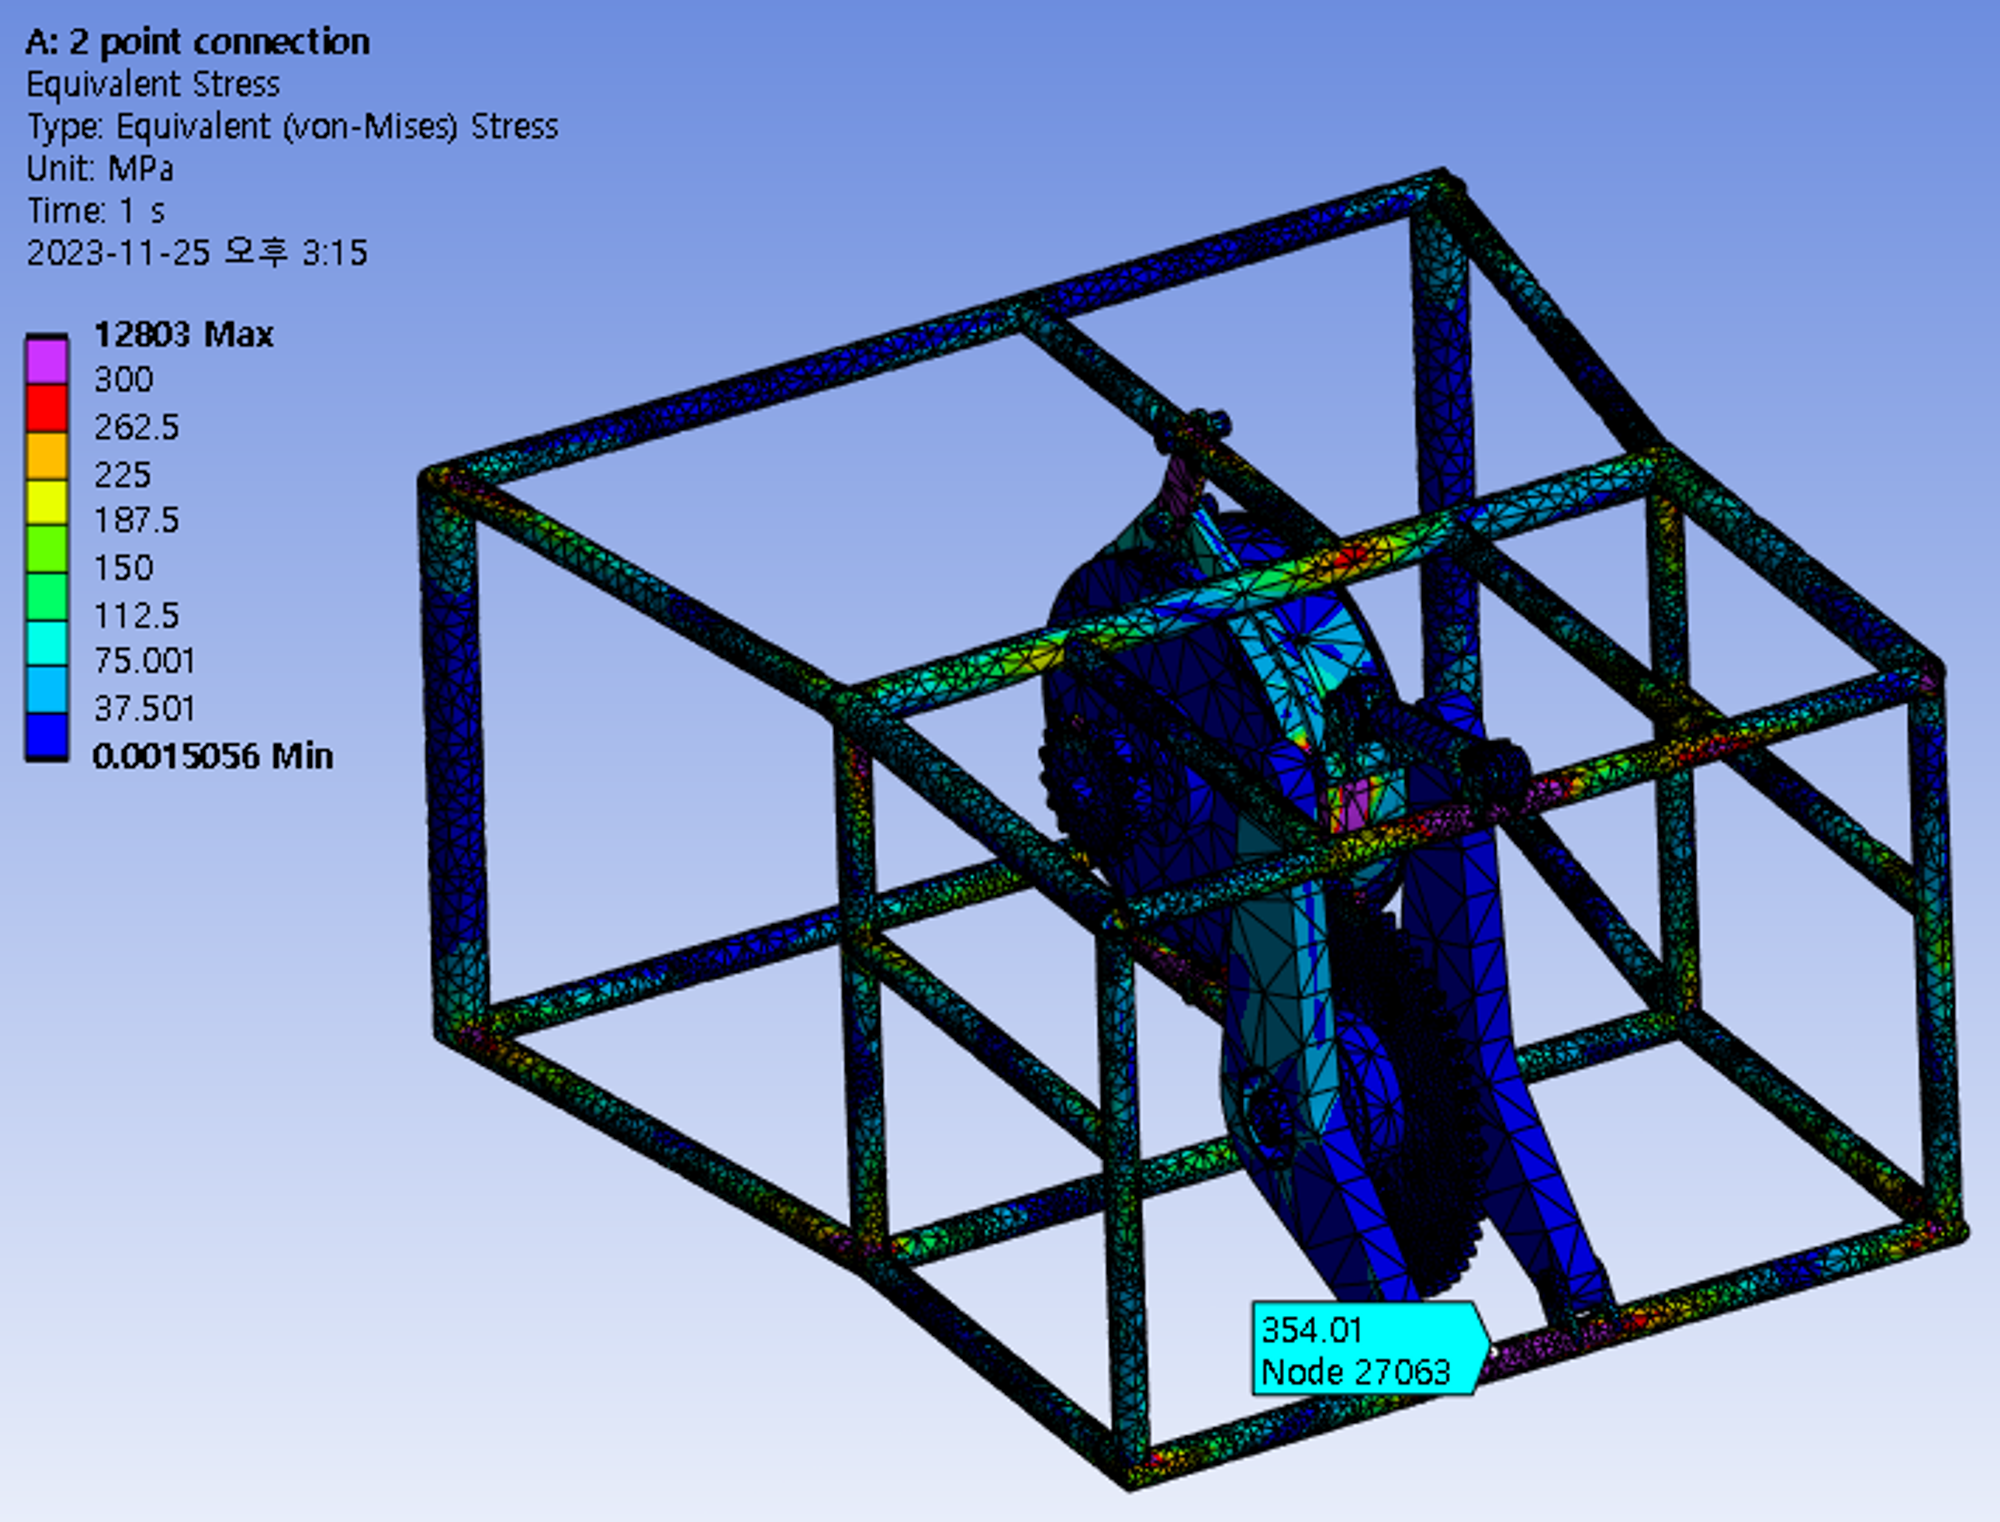 A: 2 point connection
Equivalent Stress
Type: Equivalent (von-Mises) Stress
Unit: MPa
Time: 1 s
2023-11-25 오후 3:15
12803 Max
300
262.5
225
187.5
150
112.5
75.001
37.501
0.0015056 Min
354.01
Node 27063